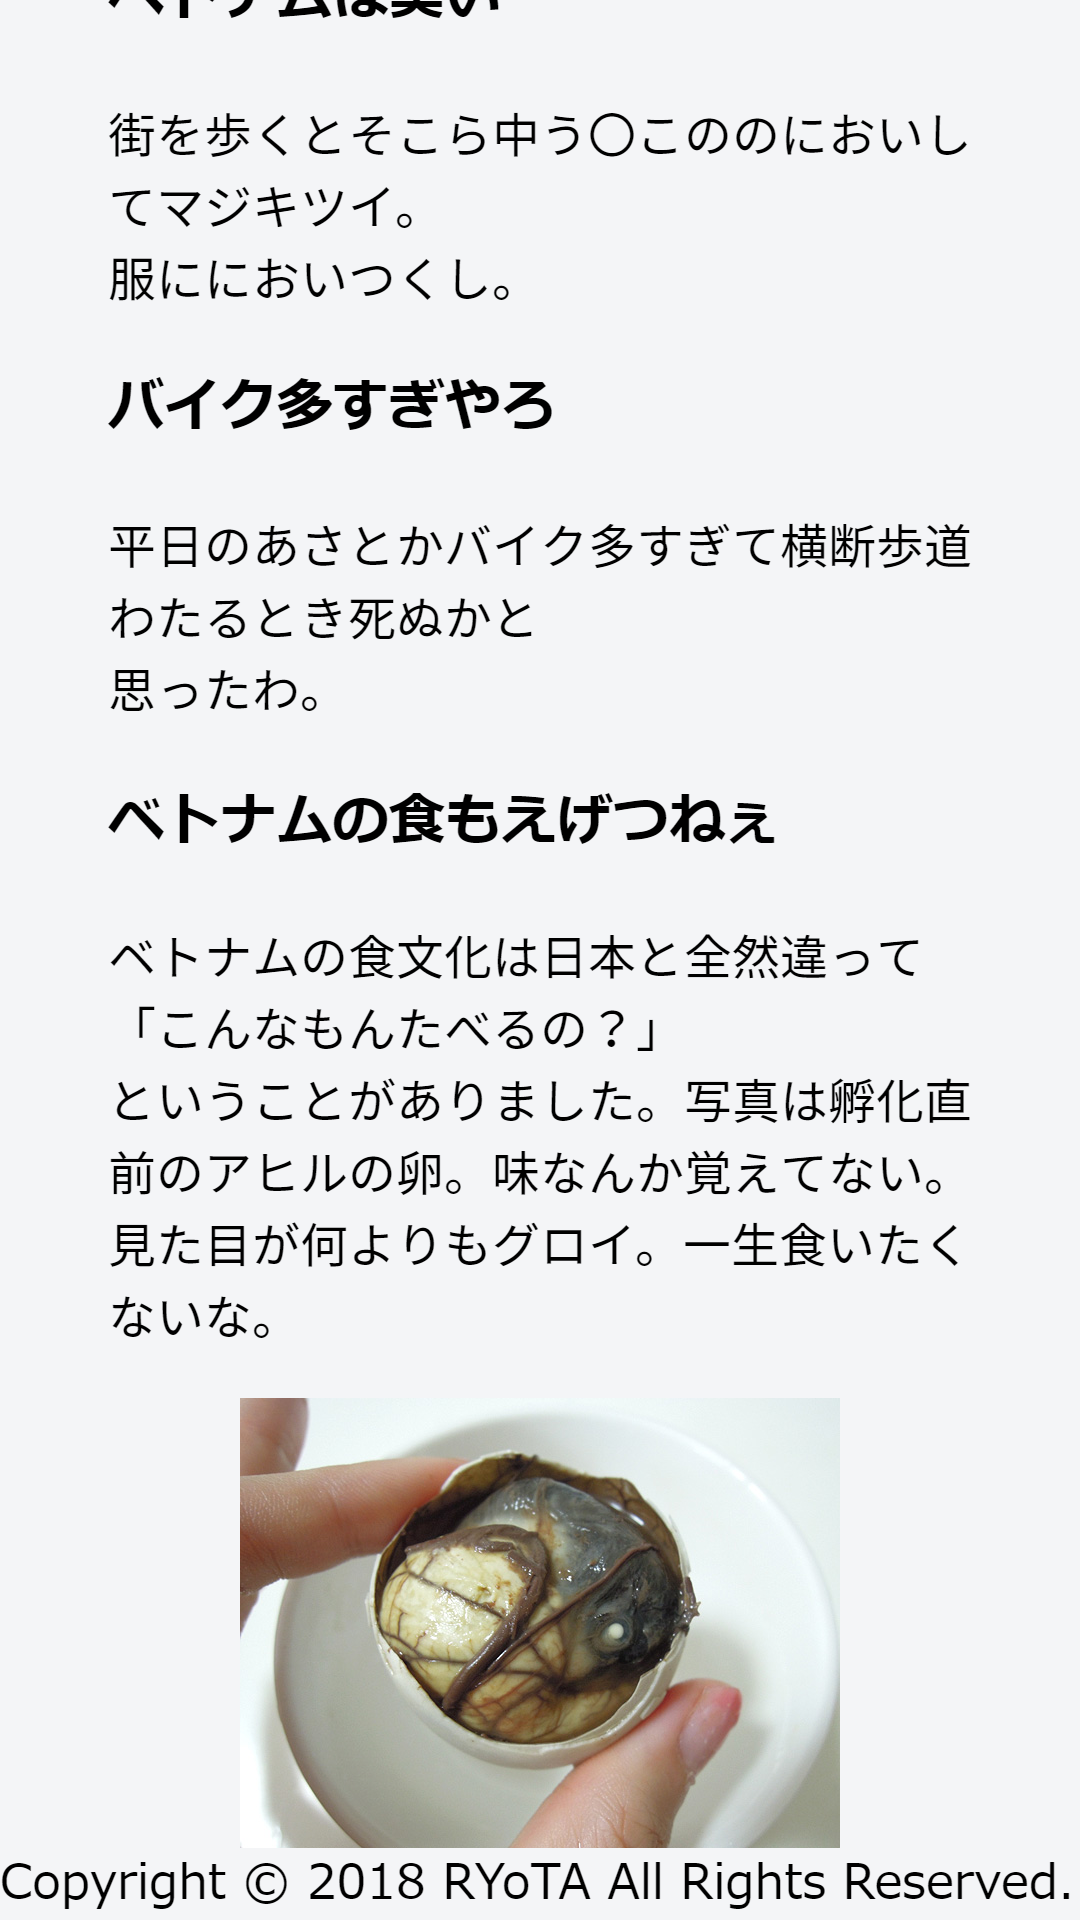 ベトナムは臭い
街を歩くとそこら中う〇こののにおいし
てマジキツイ。
服ににおいつくし。
バイク多すぎやろ
平日のあさとかバイク多すぎて横断歩道
わたるとき死ぬかと
思ったわ。
ベトナムの食もえげつねぇ
ベトナムの食文化は日本と全然違って
「こんなもんたべるの？」
ということがありました。写真は孵化直
前のアヒルの卵。味なんか覚えてない。
見た目が何よりもグロイ。一生食いたく
ないな。
Copyright © 2018 RYoTA All Rights Reserved.